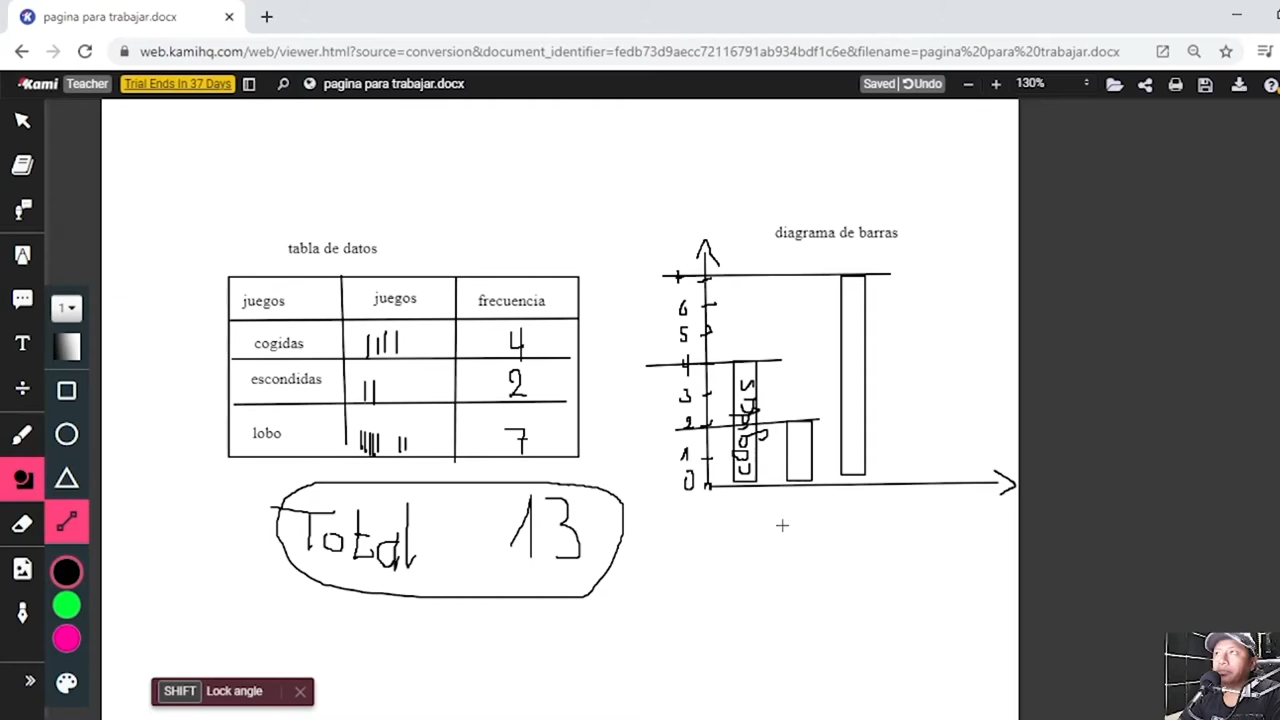 pagina para trabajar.docx
web.kamihq.com/web/viewer.html?source=conversion&document_identifier=fedb73d9aecc72116791ab934bdf1c6e&filename=pagina%20para%20trabajar.docx
Kami Teacher Trial Ends In 37 Days pagina para trabajar.docx Saved Undo 130%
tabla de datos
juegos juegos frecuencia
cogidas 4
escondidas 2
lobo 7
Total 13
diagrama de barras
6
5
4
3
2
1
0
cogidas
1
SHIFT Lock angle